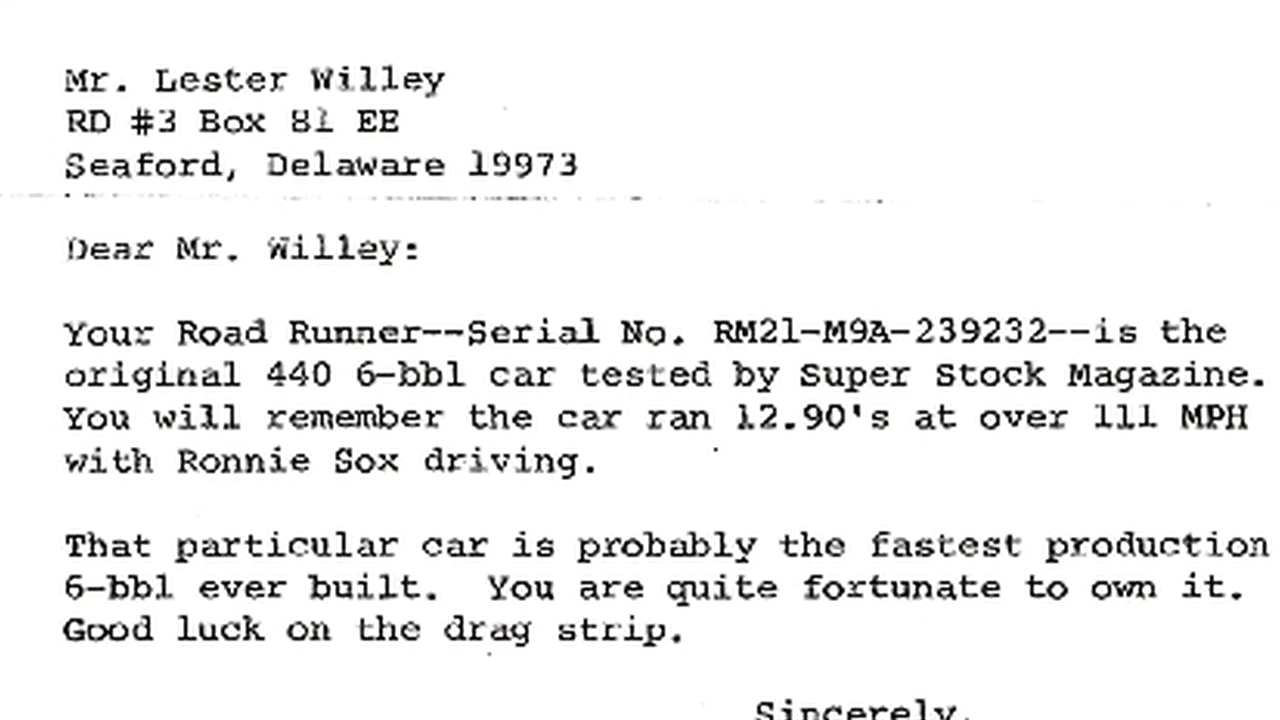 Mr. Lester Willey
RD #3 Box 81 EE
Seaford, Delaware 19973
Dear Mr. Willey:
Your Road Runner--Serial No. RM21-M9A-239232--is the
original 440 6-bbl car tested by Super Stock Magazine.
You will remember the car ran 12.90's at over 111 MPH
with Ronnie Sox driving.
That particular car is probably the fastest production
6-bbl ever built.  You are quite fortunate to own it.
Good luck on the drag strip.
Sincerely,